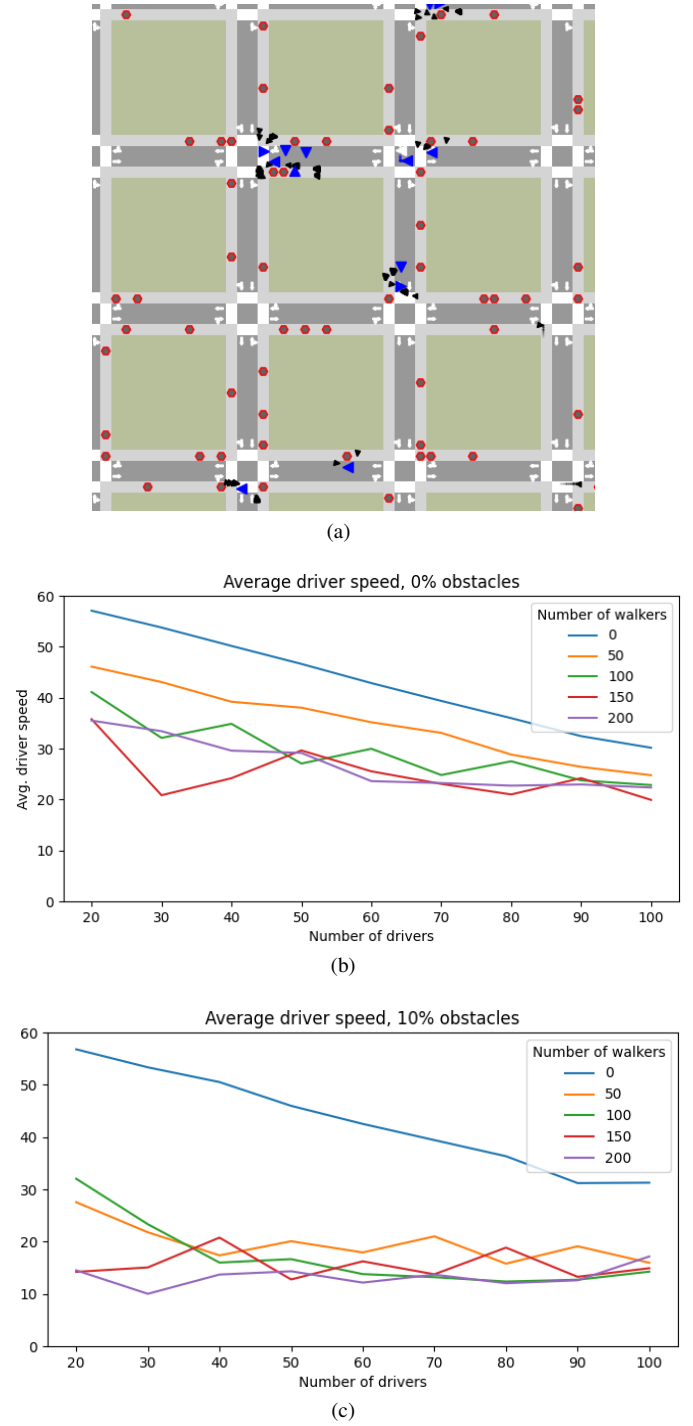 (a)
Average driver speed, 0% obstacles
60
50
40
30
20
10
0
Avg. driver speed
Number of walkers
0
50
100
150
200
20 30 40 50 60 70 80 90 100
Number of drivers
(b)
Average driver speed, 10% obstacles
60
50
40
30
20
10
0
Number of walkers
0
50
100
150
200
20 30 40 50 60 70 80 90 100
Number of drivers
(c)